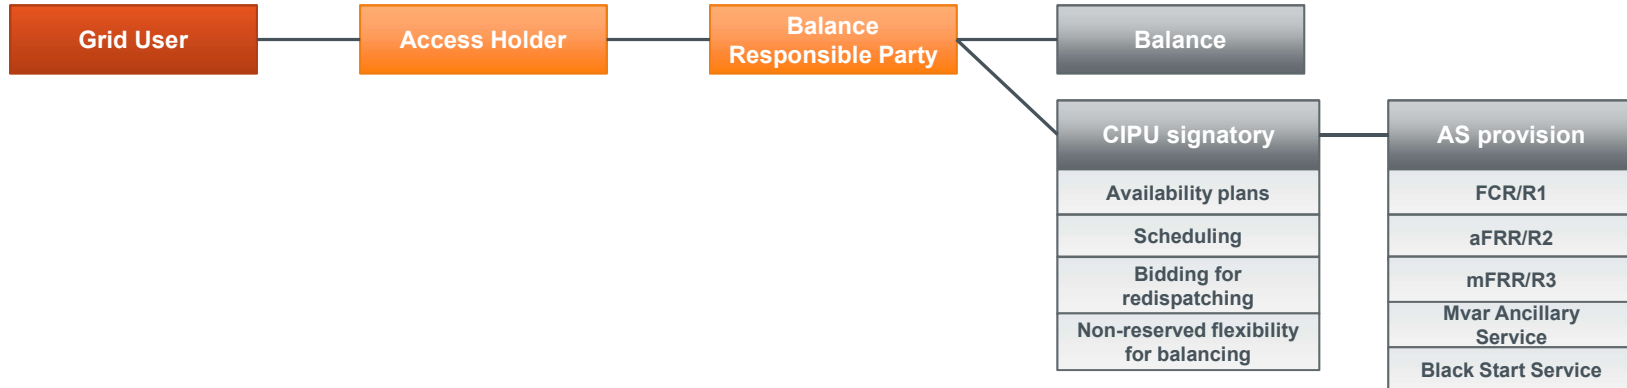 Grid User
Access Holder
Balance
Responsible Party
Balance
CIPU signatory
Availability plans
Scheduling
Bidding for
redispatching
Non-reserved flexibility
for balancing
AS provision
FCR/R1
aFRR/R2
mFRR/R3
Mvar Ancillary
Service
Black Start Service